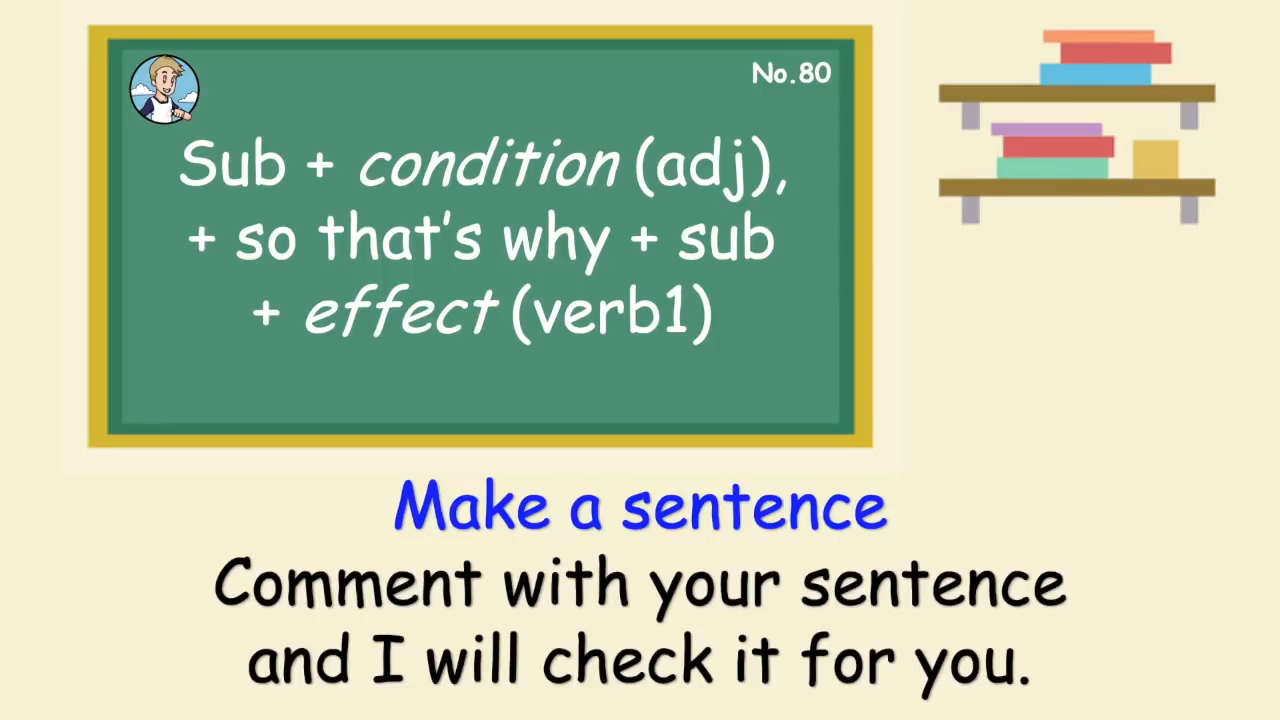 No.80
Sub + condition (adj),
+ so that's why + sub
+ effect (verb1)
Make a sentence
Comment with your sentence
and I will check it for you.